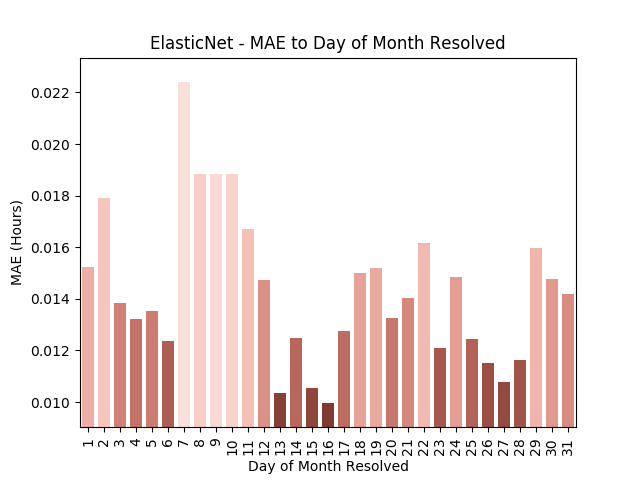 ElasticNet - MAE to Day of Month Resolved
MAE (Hours)
0.022
0.020
0.018
0.016
0.014
0.012
0.010
1 2 3 4 5 6 7 8 9 10 11 12 13 14 15 16 17 18 19 20 21 22 23 24 25 26 27 28 29 30 31
Day of Month Resolved